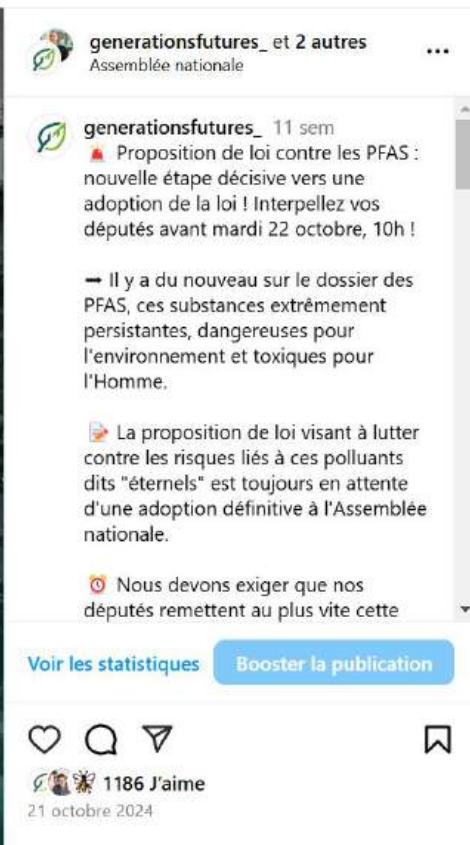 generationsfutures_ et 2 autres
Assemblée nationale
generationsfutures_ 11 sem
🚨 Proposition de loi contre les PFAS :
nouvelle étape décisive vers une
adoption de la loi ! Interpellez vos
députés avant mardi 22 octobre, 10h !
➡ Il y a du nouveau sur le dossier des
PFAS, ces substances extrêmement
persistantes, dangereuses pour
l'environnement et toxiques pour
l'Homme.
📝 La proposition de loi visant à lutter
contre les risques liés à ces polluants
dits "éternels" est toujours en attente
d'une adoption définitive à l'Assemblée
nationale.
⏰ Nous devons exiger que nos
députés remettent au plus vite cette
Voir les statistiques
Booster la publication
1186 J'aime
21 octobre 2024